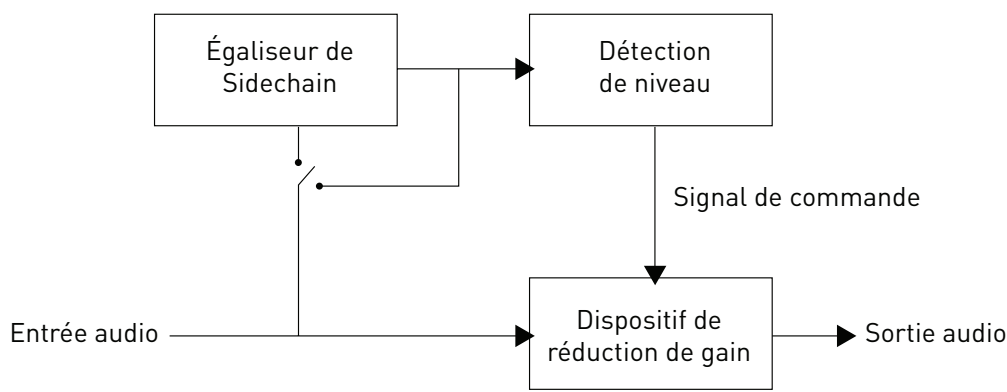 Égaliseur de
Sidechain
Détection
de niveau
Signal de commande
Entrée audio
Dispositif de
réduction de gain
Sortie audio